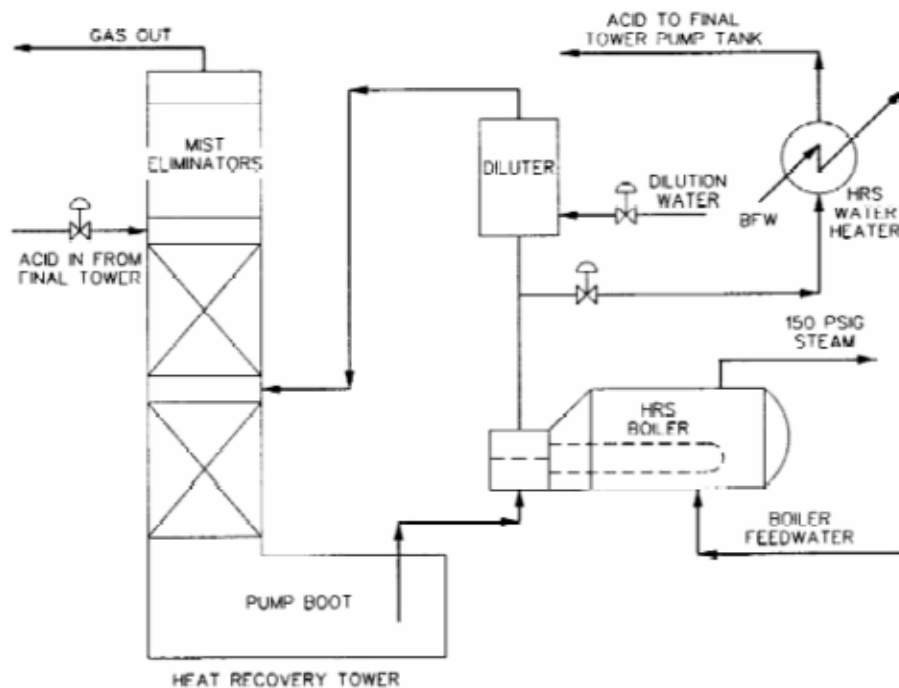 GAS OUT
ACID TO FINAL
TOWER PUMP TANK
MIST
ELIMINATORS
DILUTER
DILUTION
WATER
BFW
HRS
WATER
HEATER
ACID IN FROM
FINAL TOWER
150 PSIG
STEAM
HRS
BOILER
BOILER
FEEDWATER
PUMP BOOT
HEAT RECOVERY TOWER